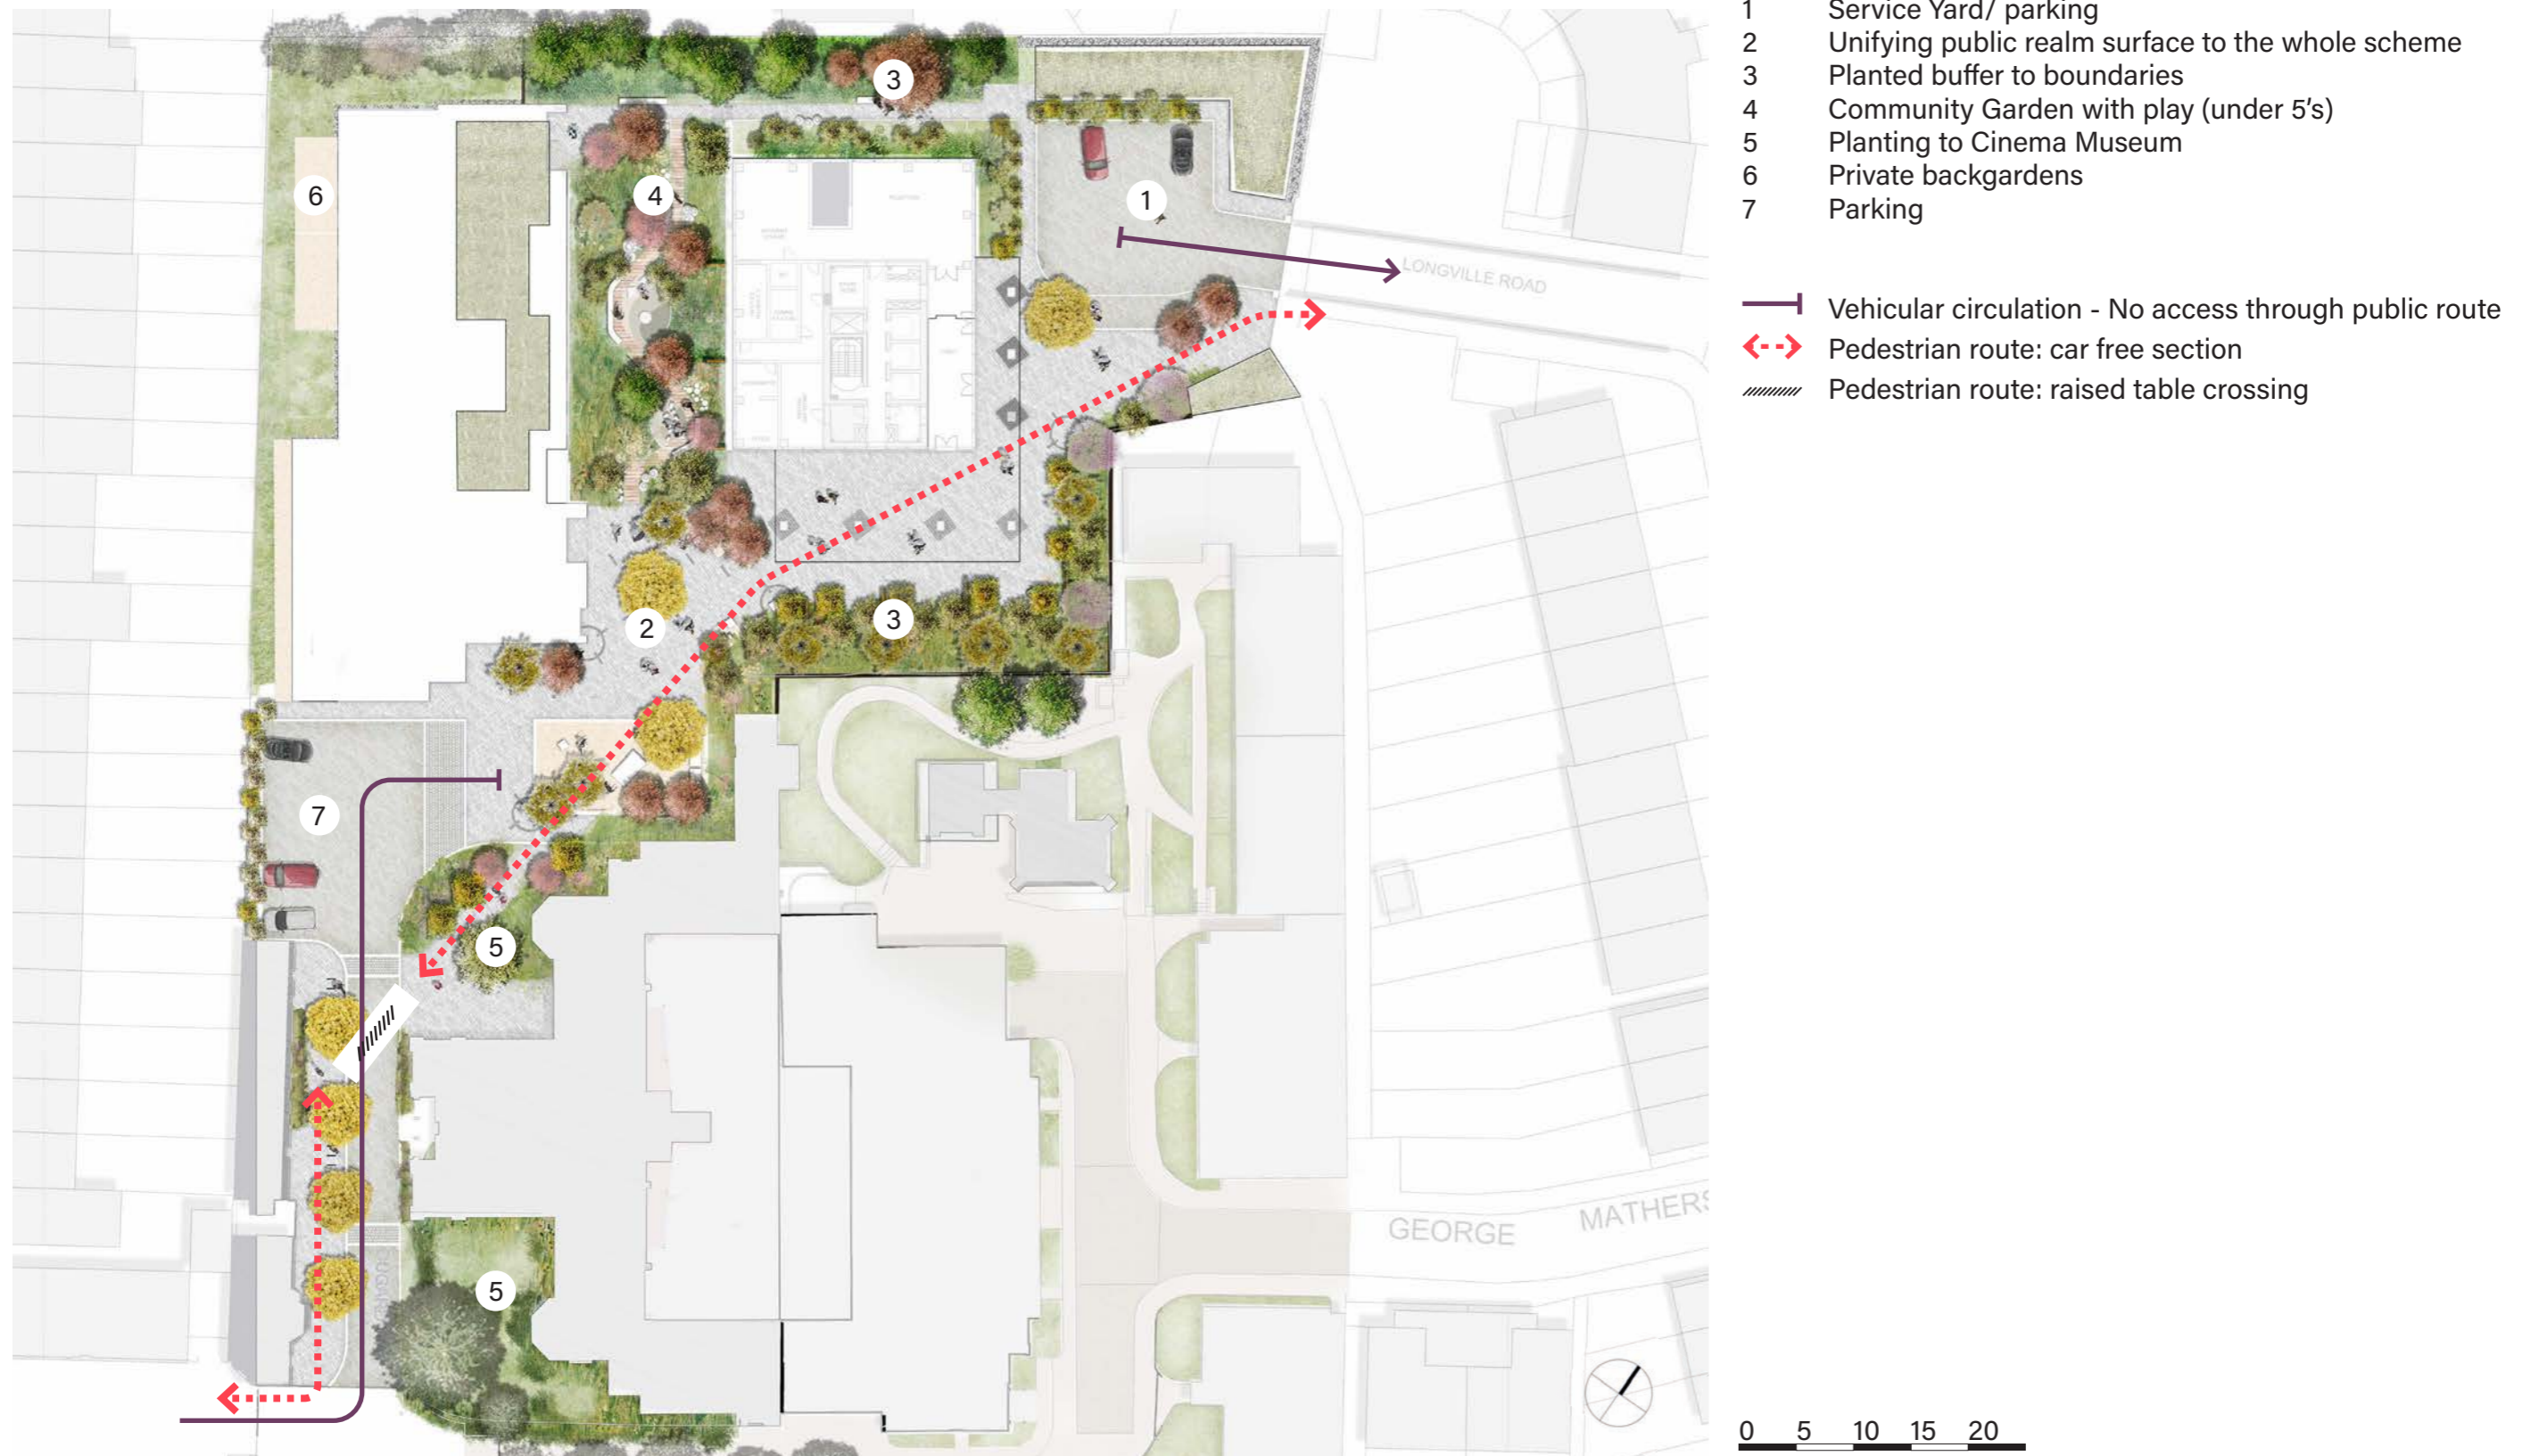 1 Service Yard/ parking
2 Unifying public realm surface to the whole scheme
3 Planted buffer to boundaries
4 Community Garden with play (under 5's)
5 Planting to Cinema Museum
6 Private backgardens
7 Parking
Vehicular circulation - No access through public route
Pedestrian route: car free section
Pedestrian route: raised table crossing
3
6
4
1
LONGVILLE ROAD
2
3
7
5
5
GEORGE MATHERS
0 5 10 15 20